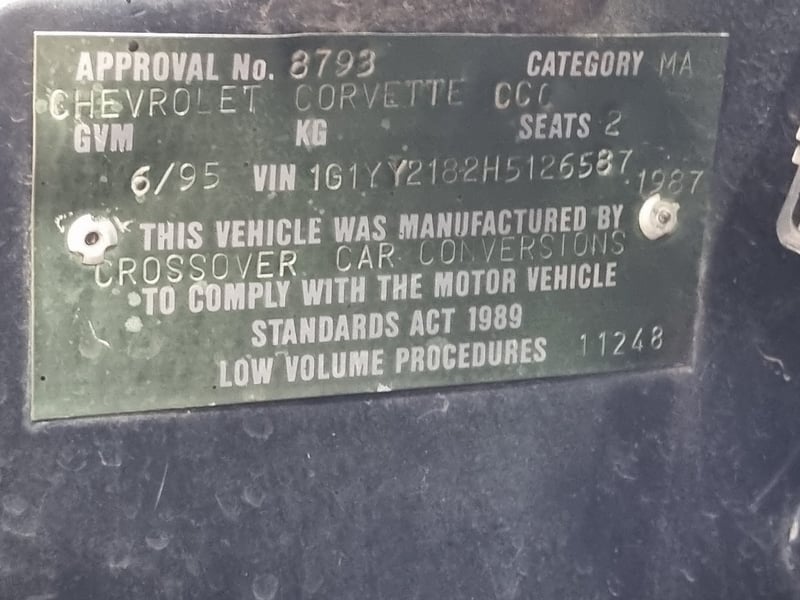 APPROVAL No. 8793 CATEGORY MA
CHEVROLET CORVETTE CCC
GVM KG SEATS 2
6/95 VIN 1G1YY2182H5126587 1987
THIS VEHICLE WAS MANUFACTURED BY
CROSSOVER CAR CONVERSIONS
TO COMPLY WITH THE MOTOR VEHICLE
STANDARDS ACT 1989
LOW VOLUME PROCEDURES 11248